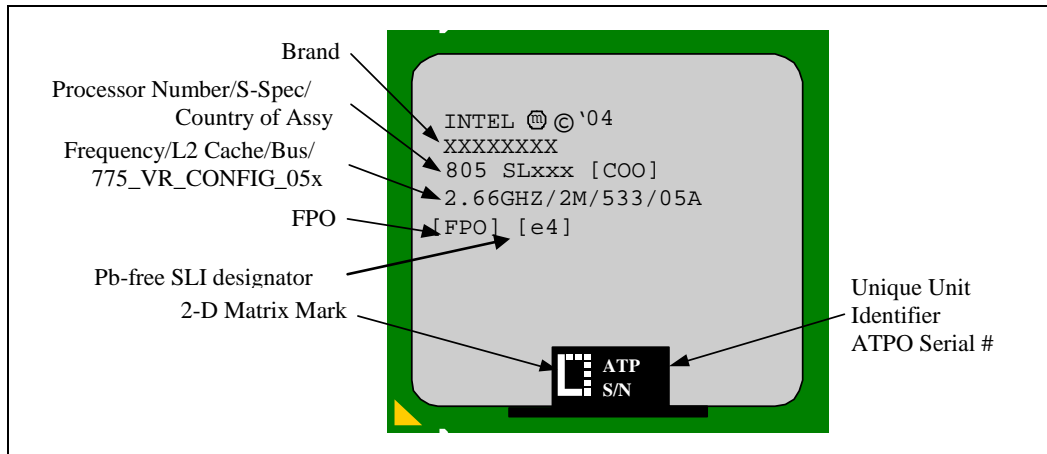 Brand
Processor Number/S-Spec/
Country of Assy
Frequency/L2 Cache/Bus/
775_VR_CONFIG_05x
FPO
Pb-free SLI designator
2-D Matrix Mark
INTEL ⓜ © '04
XXXXXXXX
805 SLxxx [COO]
2.66GHZ/2M/533/05A
[FPO] [e4]
ATP
S/N
Unique Unit
Identifier
ATPO Serial #